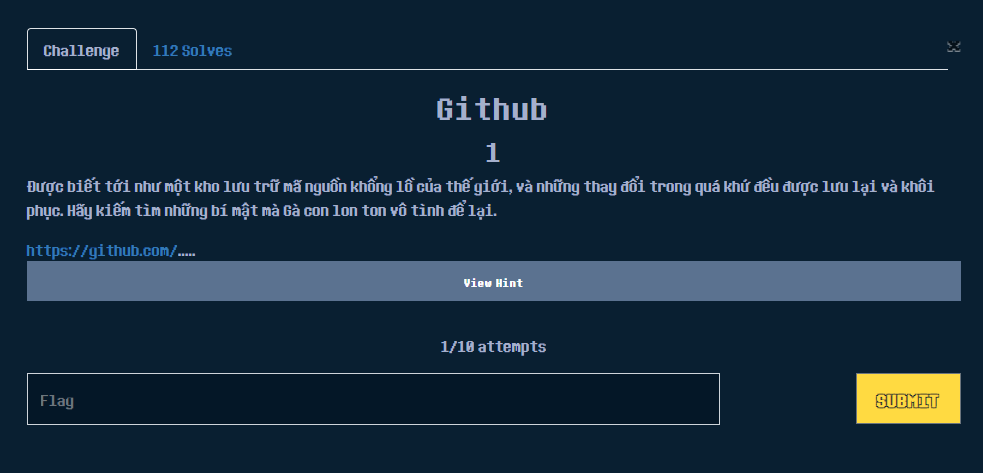 Challenge
112 Solves
×
Github
1
Được biết tới như một kho lưu trữ mã nguồn khổng lồ của thế giới, và những thay đổi trong quá khứ đều được lưu lại và khôi
phục. Hãy kiếm tìm những bí mật mà Gà con lon ton vô tình để lại.
https://github.com/.....
View Hint
1/10 attempts
Flag
SUBMIT